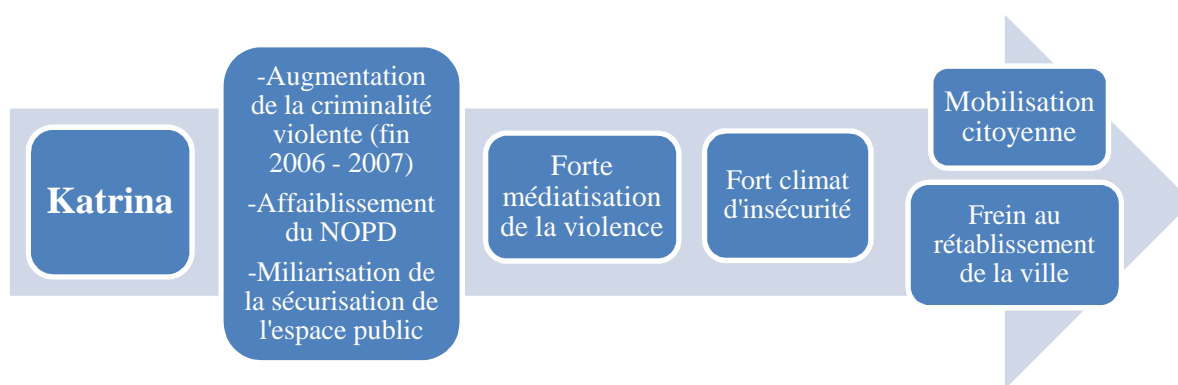 Katrina
-Augmentation
de la criminalité
violente (fin
2006 - 2007)
-Affaiblissement
du NOPD
-Miliarisation de
la sécurisation de
l'espace public
Forte
médiatisation
de la violence
Fort climat
d'insécurité
Mobilisation
citoyenne
Frein au
rétablissement
de la ville